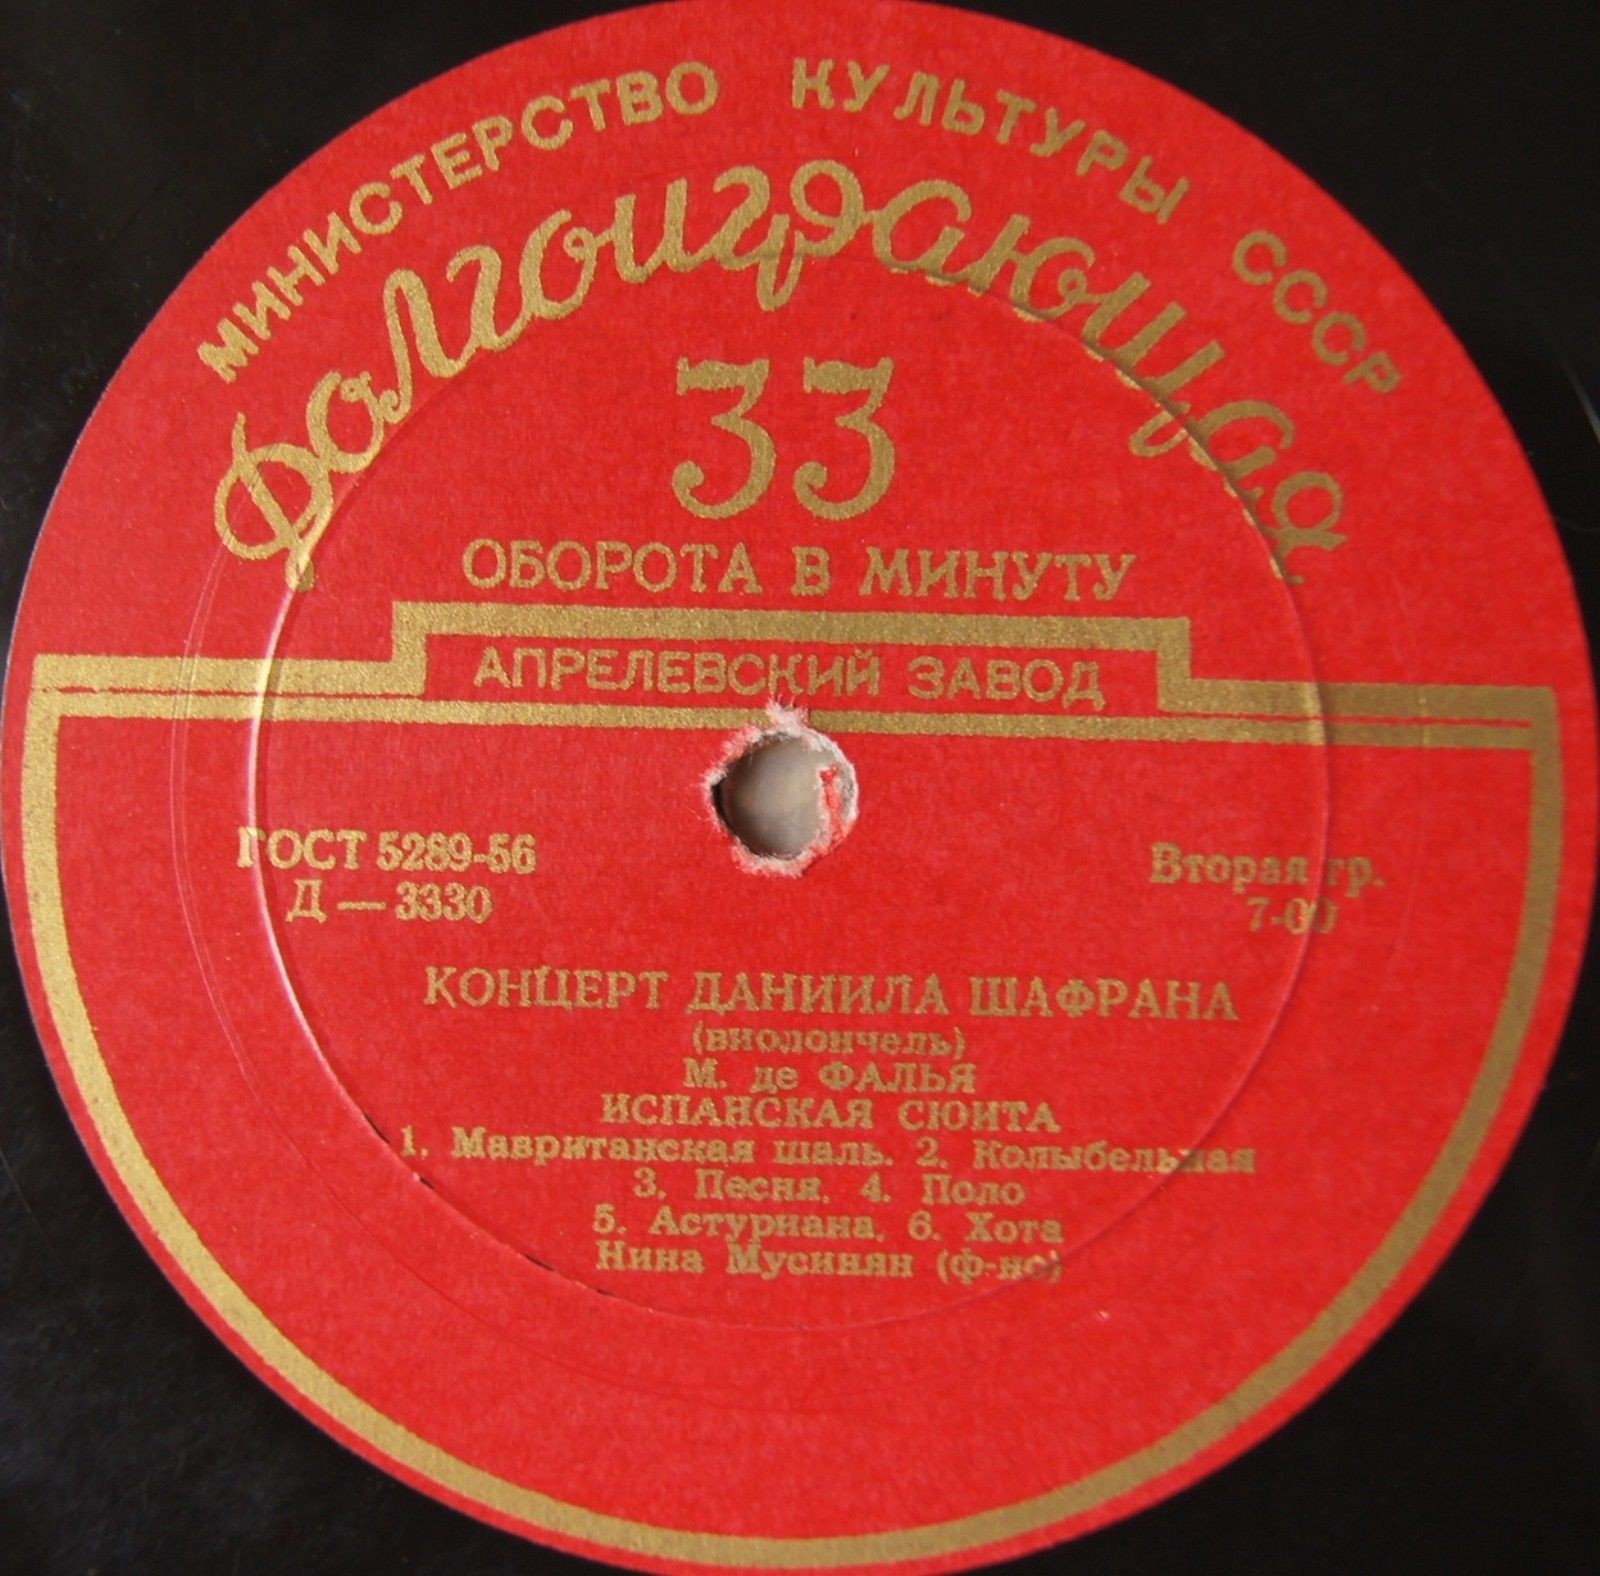 МИНИСТЕРСТВО КУЛЬТУРЫ СССР
Долгоиграющая
33
ОБОРОТА В МИНУТУ
АПРЕЛЕВСКИЙ ЗАВОД
ГОСТ 5289-56
Д — 3330
Вторая гр.
7-00
КОНЦЕРТ ДАНИИЛА ШАФРАНА
(виолончель)
М. де ФАЛЬЯ
ИСПАНСКАЯ СЮИТА
1. Мавританская шаль. 2. Колыбельная
3. Песня. 4. Поло
5. Астуриана. 6. Хота
Нина Мусинян (ф-но)